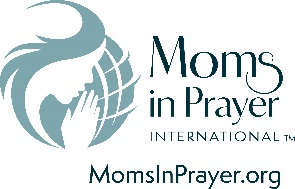 Moms
in Prayer
INTERNATIONAL™
MomsInPrayer.org